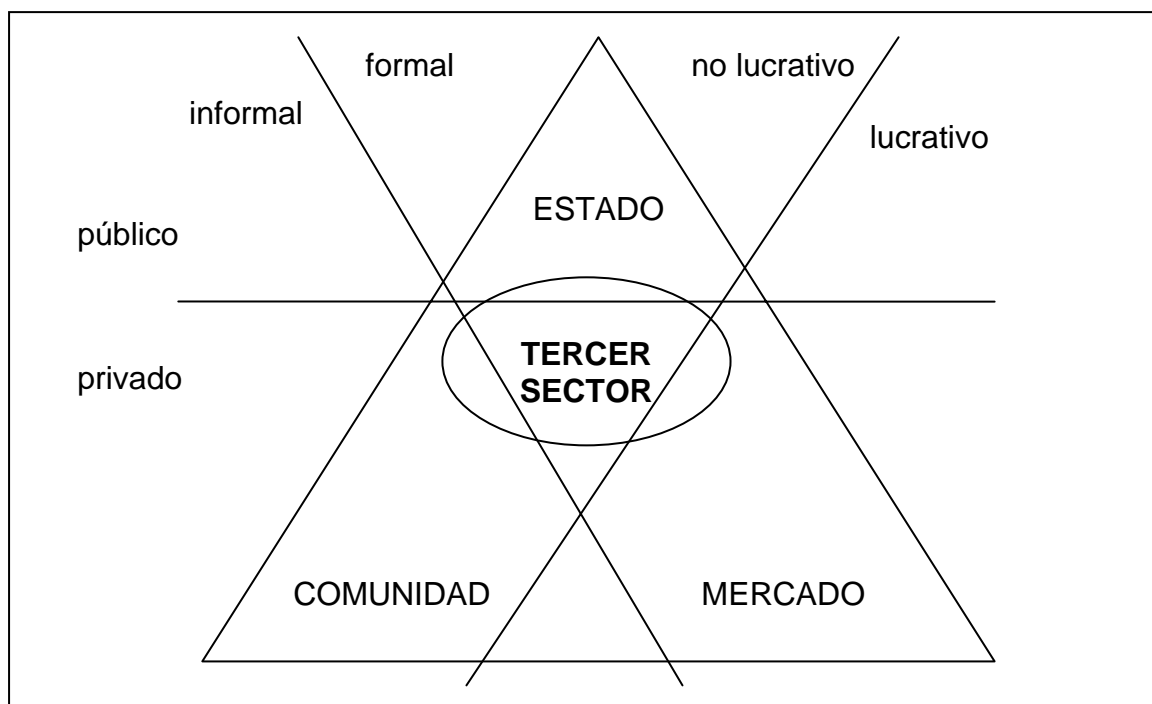 formal
no lucrativo
informal
lucrativo
ESTADO
público
TERCER
SECTOR
privado
COMUNIDAD
MERCADO